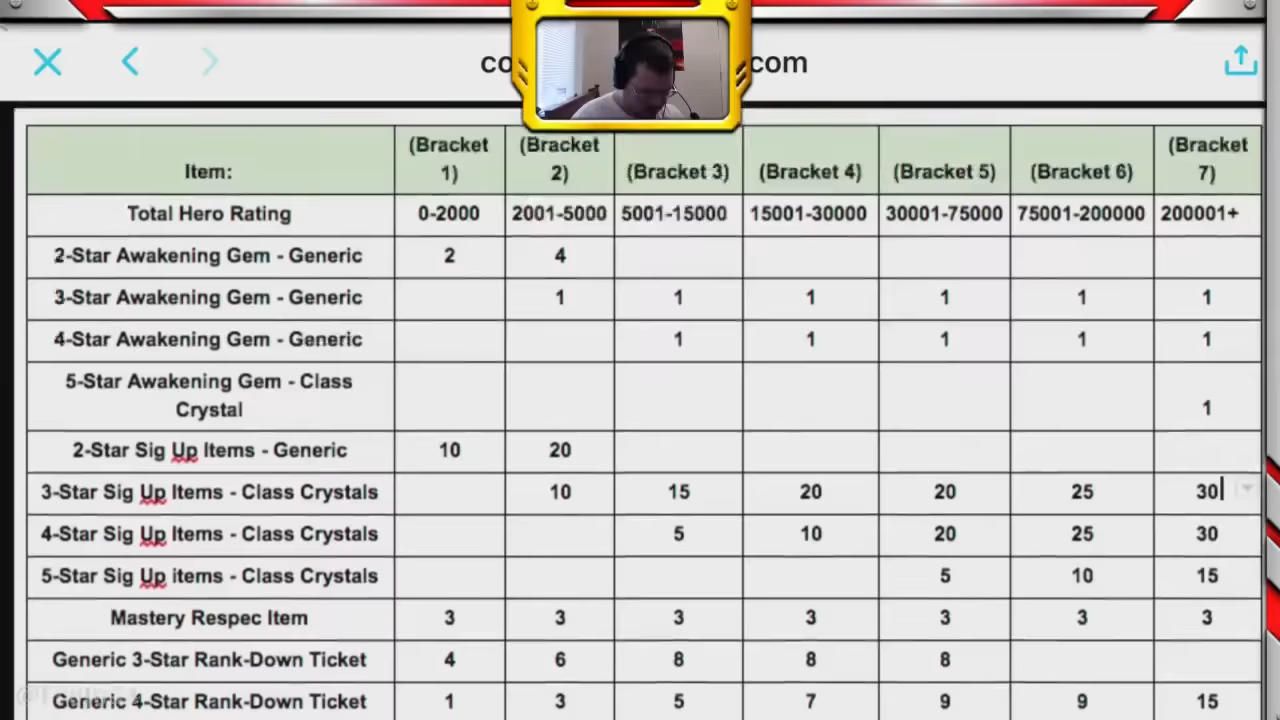 co
com
Item: (Bracket 1) (Bracket 2) (Bracket 3) (Bracket 4) (Bracket 5) (Bracket 6) (Bracket 7)
Total Hero Rating 0-2000 2001-5000 5001-15000 15001-30000 30001-75000 75001-200000 200001+
2-Star Awakening Gem - Generic 2 4
3-Star Awakening Gem - Generic 1 1 1 1 1 1
4-Star Awakening Gem - Generic 1 1 1 1 1
5-Star Awakening Gem - Class
Crystal 1
2-Star Sig Up Items - Generic 10 20
3-Star Sig Up Items - Class Crystals 10 15 20 20 25 30
4-Star Sig Up Items - Class Crystals 5 10 20 25 30
5-Star Sig Up items - Class Crystals 5 10 15
Mastery Respec Item 3 3 3 3 3 3 3
Generic 3-Star Rank-Down Ticket 4 6 8 8 8
Generic 4-Star Rank-Down Ticket 1 3 5 7 9 9 15